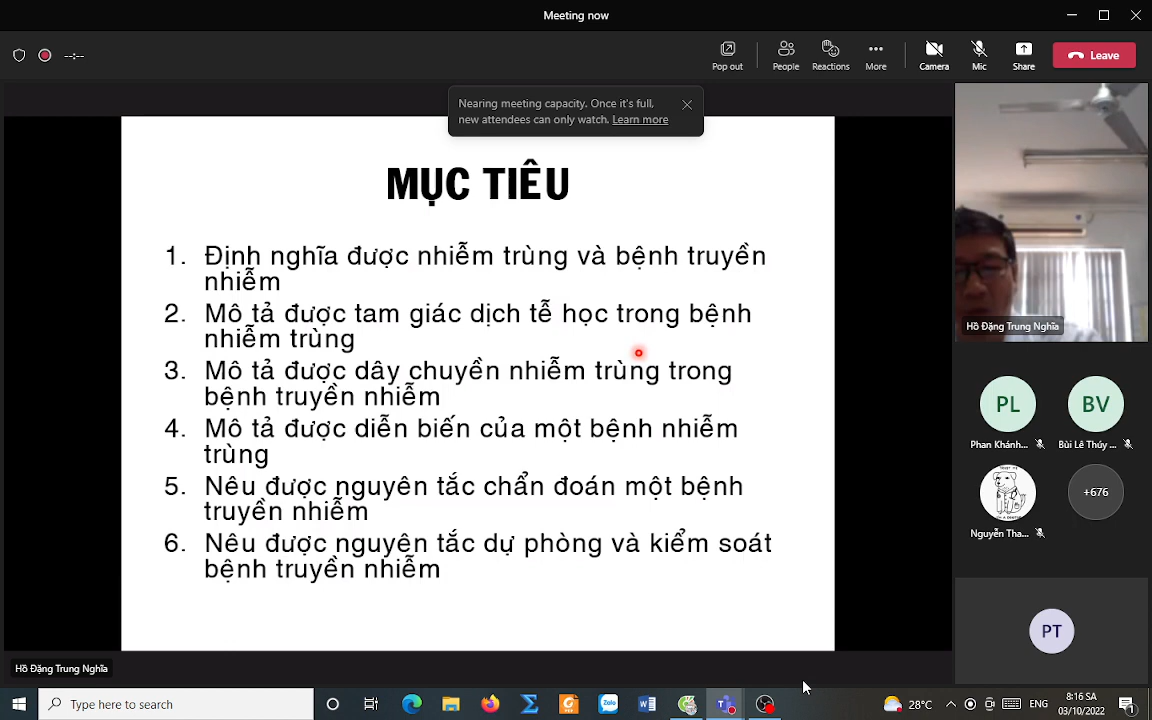 Meeting now
--:--
Pop out
People
Reactions
More
Camera
Mic
Share
Leave
Nearing meeting capacity. Once it's full,
new attendees can only watch. Learn more
MỤC TIÊU
1. Định nghĩa được nhiễm trùng và bệnh truyền
nhiễm
2. Mô tả được tam giác dịch tễ học trong bệnh
nhiễm trùng
3. Mô tả được dây chuyền nhiễm trùng trong
bệnh truyền nhiễm
4. Mô tả được diễn biến của một bệnh nhiễm
trùng
5. Nêu được nguyên tắc chẩn đoán một bệnh
truyền nhiễm
6. Nêu được nguyên tắc dự phòng và kiểm soát
bệnh truyền nhiễm
Hồ Đặng Trung Nghĩa
PL
BV
Phan Khánh...
Bùi Lê Thúy ...
+676
Nguyễn Tha...
PT
Hồ Đặng Trung Nghĩa
Type here to search
Zalo
28°C
ENG
8:16 SA
03/10/2022
1